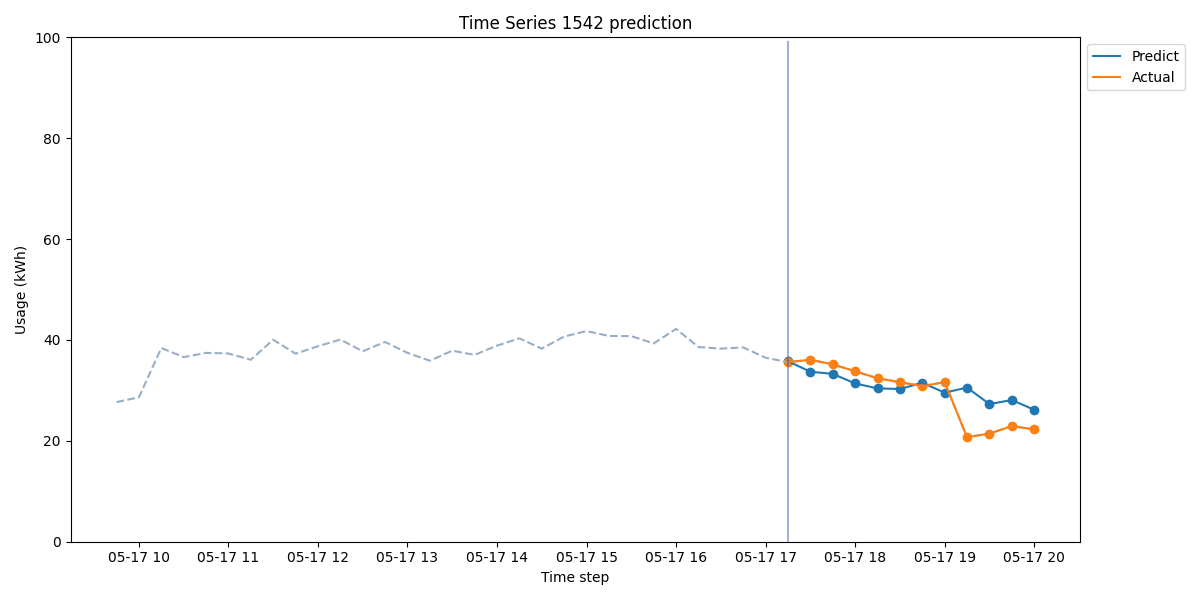 Time Series 1542 prediction
Predict
Actual
100
80
60
40
20
0
Usage (kWh)
05-17 10 05-17 11 05-17 12 05-17 13 05-17 14 05-17 15 05-17 16 05-17 17 05-17 18 05-17 19 05-17 20
Time step